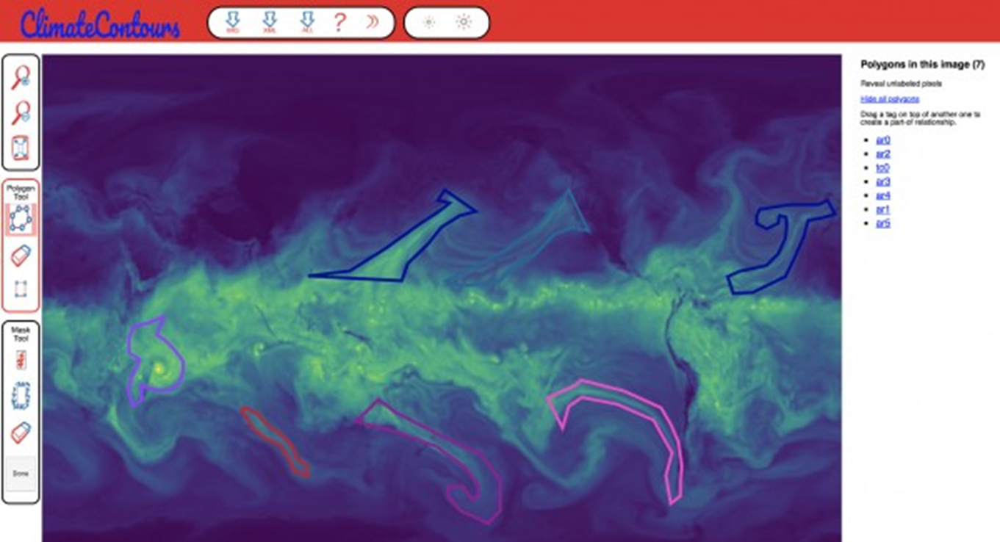 ClimateContours
IMG
XML
ALL
?
Polygons in this image (7)
Reveal unlabeled pixels
Hide all polygons
Drag a tag on top of another one to
create a part-of relationship.
ar0
ar2
tc0
ar3
ar4
ar1
ar5
Polygon
Tool
Mask
Tool
Done